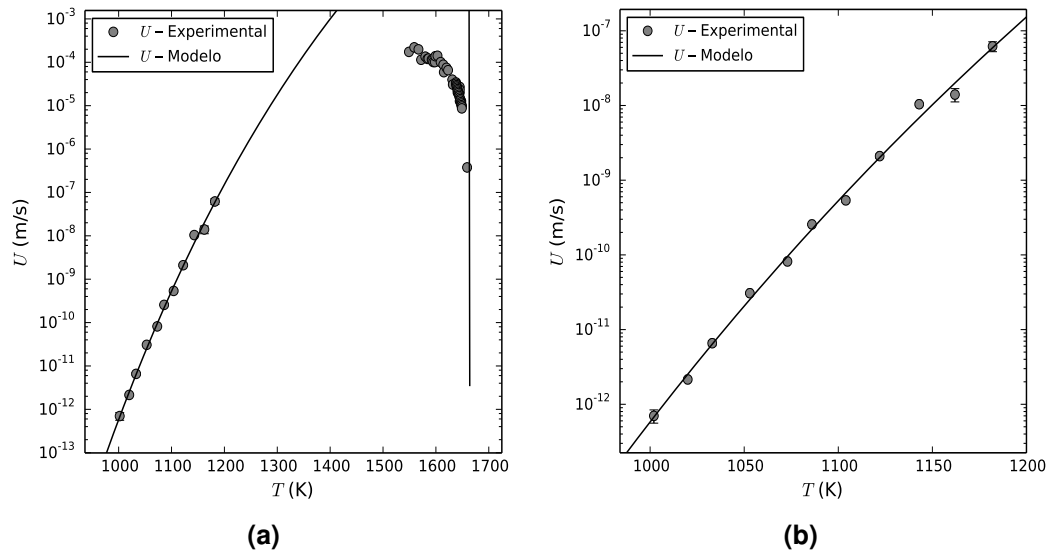 10⁻³
10⁻⁴
10⁻⁵
10⁻⁶
10⁻⁷
10⁻⁸
10⁻⁹
10⁻¹⁰
10⁻¹¹
10⁻¹²
10⁻¹³
U (m/s)
U − Experimental
U − Modelo
1000 1100 1200 1300 1400 1500 1600 1700
T (K)
(a)
10⁻⁷
10⁻⁸
10⁻⁹
10⁻¹⁰
10⁻¹¹
10⁻¹²
U (m/s)
U − Experimental
U − Modelo
1000 1050 1100 1150 1200
T (K)
(b)